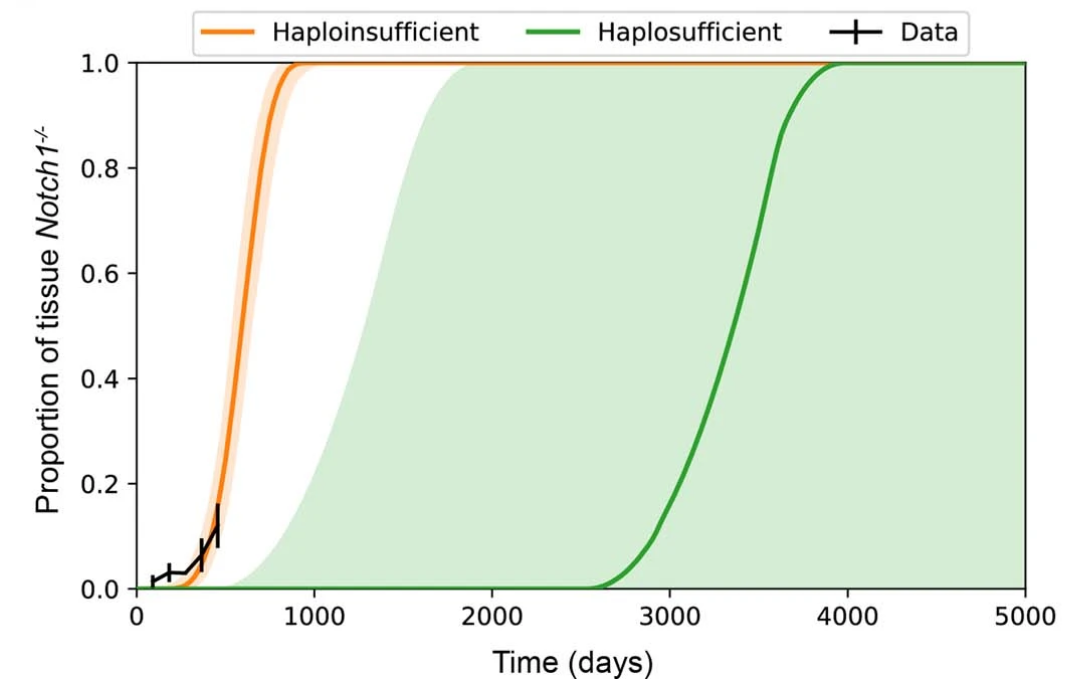 Haploinsufficient Haplosufficient Data
1.0
0.8
0.6
0.4
0.2
0.0
Proportion of tissue Notch1-/-
0 1000 2000 3000 4000 5000
Time (days)